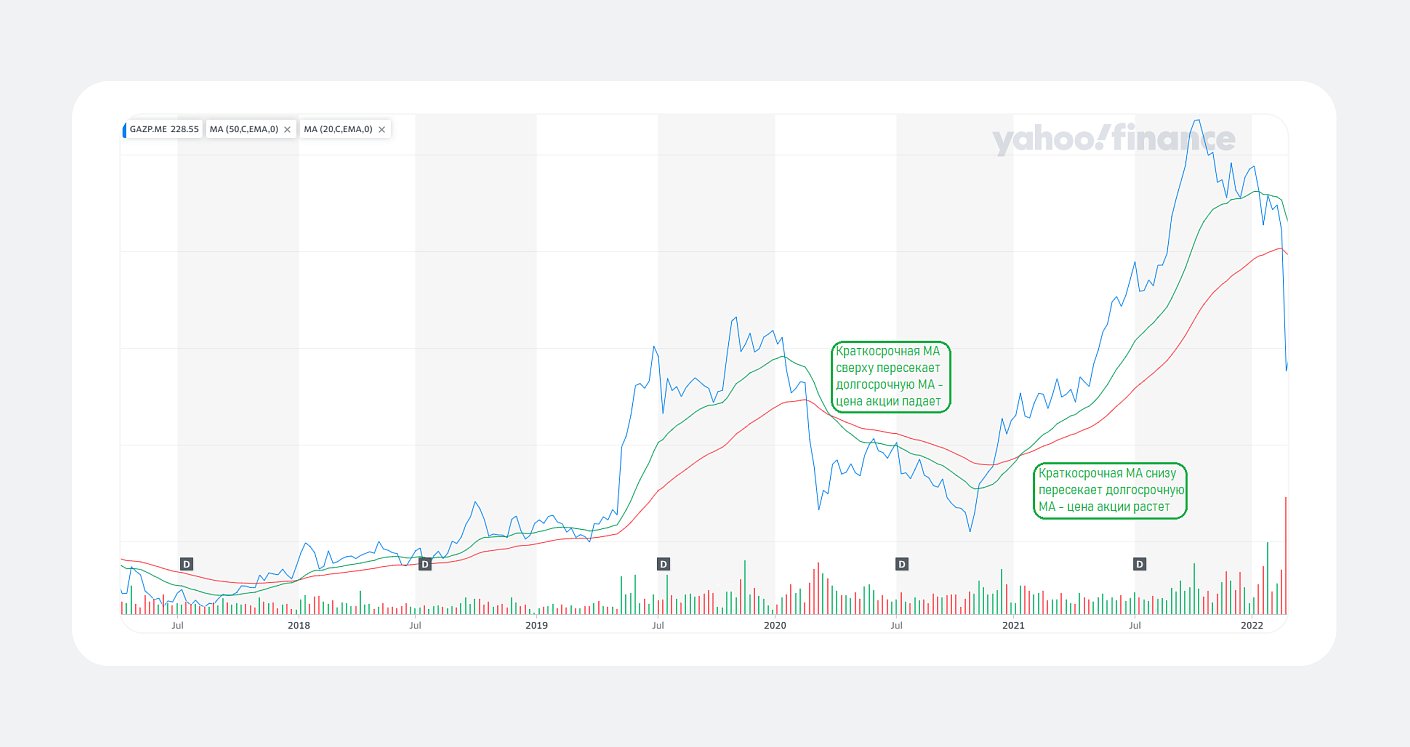 GAZP.ME 228.55 MA (50,C,EMA,0) × MA (20,C,EMA,0) ×
yahoo!finance
Краткосрочная МА
сверху пересекает
долгосрочную МА -
цена акции падает
Краткосрочная МА снизу
пересекает долгосрочную
МА - цена акции растет
D D D D D
Jul 2018 Jul 2019 Jul 2020 Jul 2021 Jul 2022